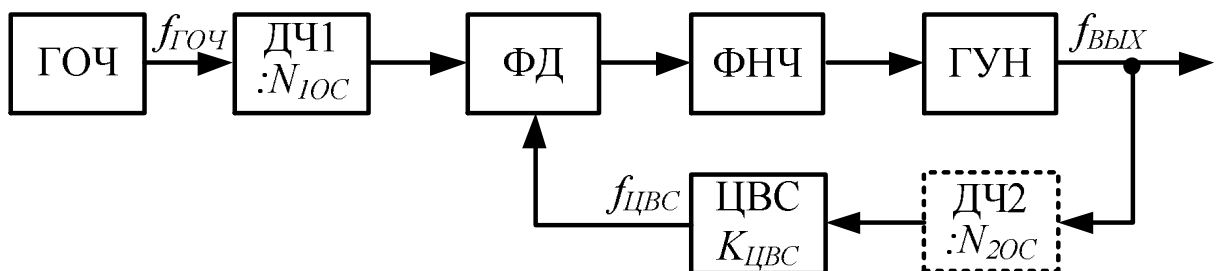 ГОЧ
fГОЧ
ДЧ1
:N1ОС
ФД
ФНЧ
ГУН
fВЫХ
fЦВС
ЦВС
KЦВС
ДЧ2
:N2ОС